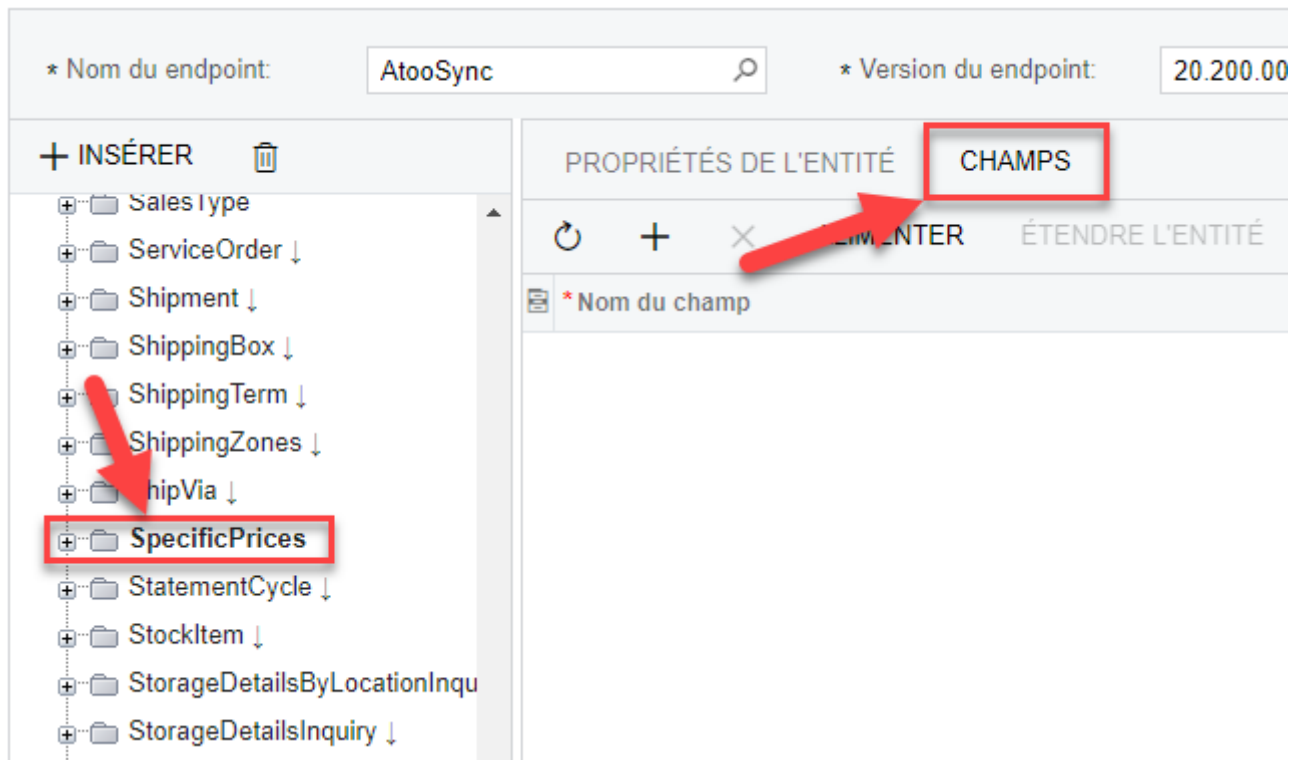 * Nom du endpoint: AtooSync * Version du endpoint: 20.200.00
+ INSÉRER
PROPRIÉTÉS DE L'ENTITÉ CHAMPS
SalesType
ServiceOrder ↓
Shipment ↓
ShippingBox ↓
ShippingTerm ↓
ShippingZones ↓
ShipVia ↓
SpecificPrices
StatementCycle ↓
StockItem ↓
StorageDetailsByLocationInqu
StorageDetailsInquiry ↓
ÉTENDRE L'ENTITÉ
* Nom du champ